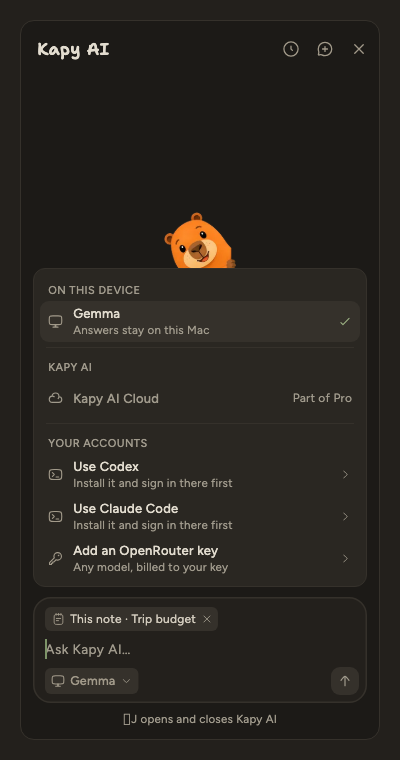 Kapy AI
ON THIS DEVICE
Gemma
Answers stay on this Mac
KAPY AI
Kapy AI Cloud
Part of Pro
YOUR ACCOUNTS
Use Codex
Install it and sign in there first
Use Claude Code
Install it and sign in there first
Add an OpenRouter key
Any model, billed to your key
This note · Trip budget
Ask Kapy AI...
Gemma
▯J opens and closes Kapy AI